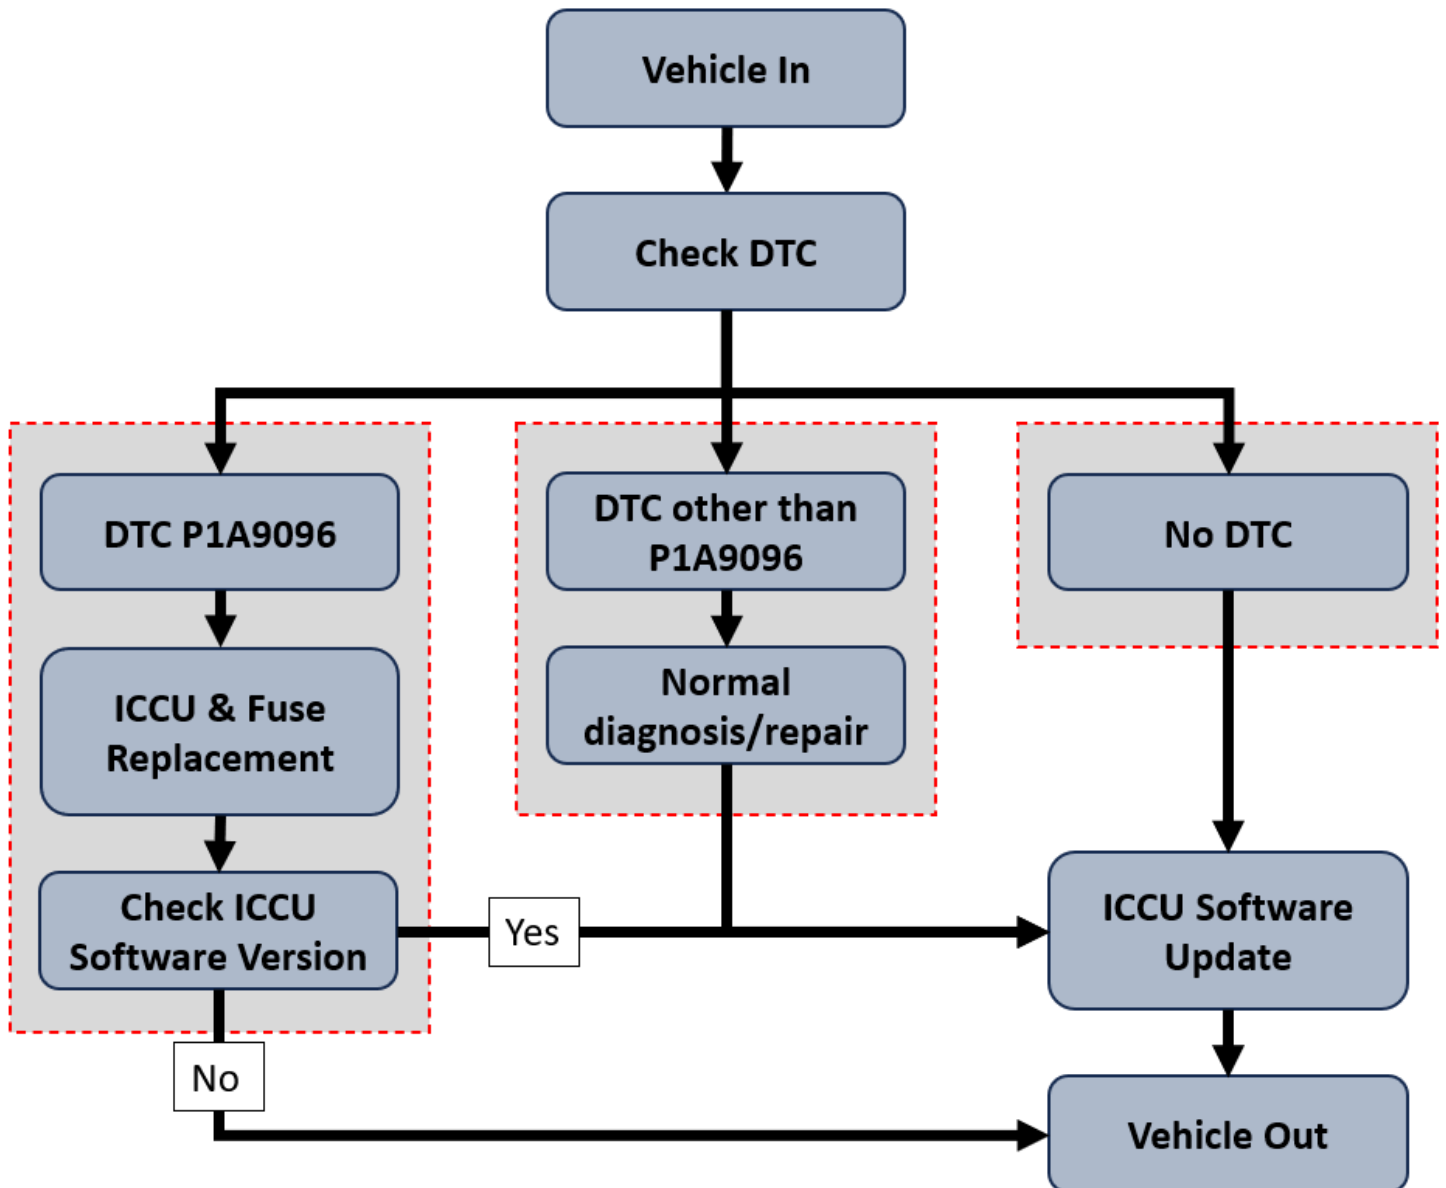 Vehicle In
Check DTC
DTC P1A9096
ICCU & Fuse
Replacement
Check ICCU
Software Version
DTC other than
P1A9096
Normal
diagnosis/repair
No DTC
Yes
No
ICCU Software
Update
Vehicle Out